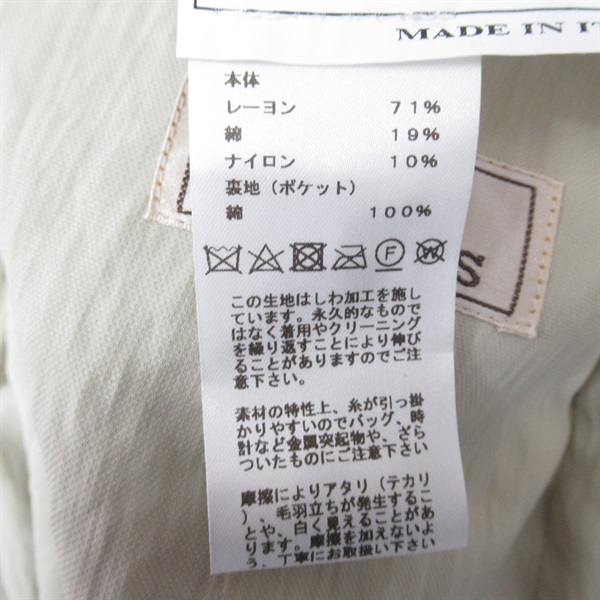 MADE IN IT
本体
レーヨン 71%
綿 19%
ナイロン 10%
裏地（ポケット）
綿 100%
F W
S
この生地はしわ加工を施し
ています。永久的なもので
はなく着用やクリーニング
を繰り返すことにより伸び
ることがありますのでご注
意下さい。
素材の特性上、糸が引っ掛
かりやすいのでバッグ、時
計など金属突起物や、ざら
ついたものにご注意下さい
摩擦によりアタリ（テカリ
）、毛羽立ちが発生するこ
とや、白く見えることがあ
ります。摩擦を加えないよ
う、丁寧にお取扱い下さい